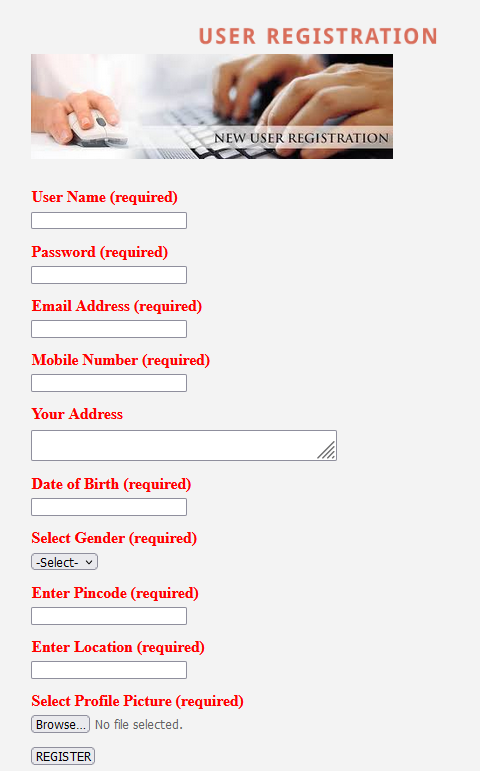 USER REGISTRATION
NEW USER REGISTRATION
User Name (required)
Password (required)
Email Address (required)
Mobile Number (required)
Your Address
Date of Birth (required)
Select Gender (required)
-Select-
Enter Pincode (required)
Enter Location (required)
Select Profile Picture (required)
Browse... No file selected.
REGISTER